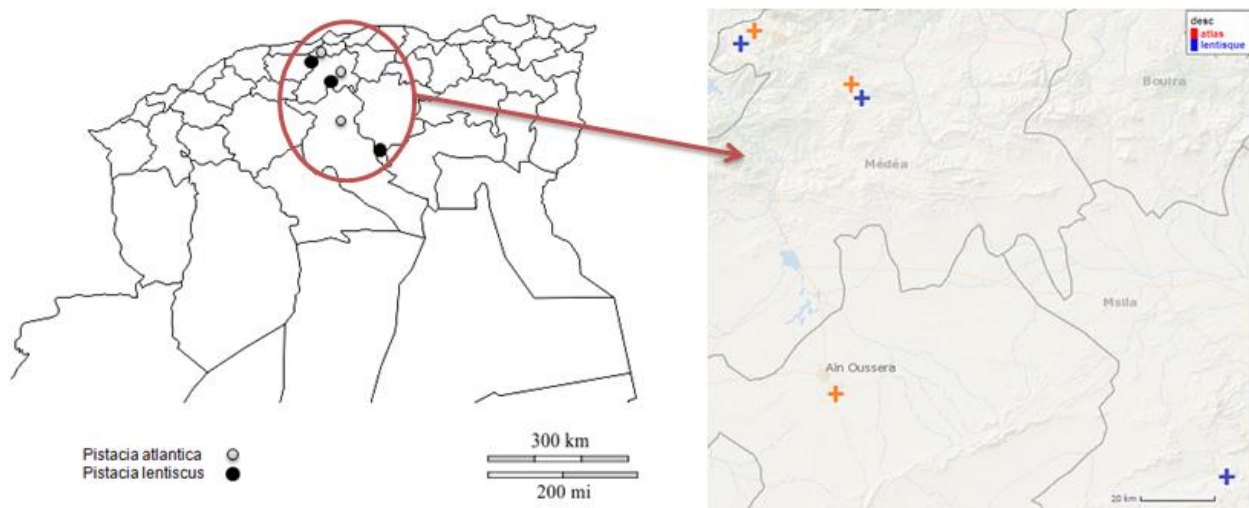 Pistacia atlantica
Pistacia lentiscus
300 km
200 mi
desc
atlas
lentisque
Bouira
Médéa
Msila
Aïn Oussera
20 km